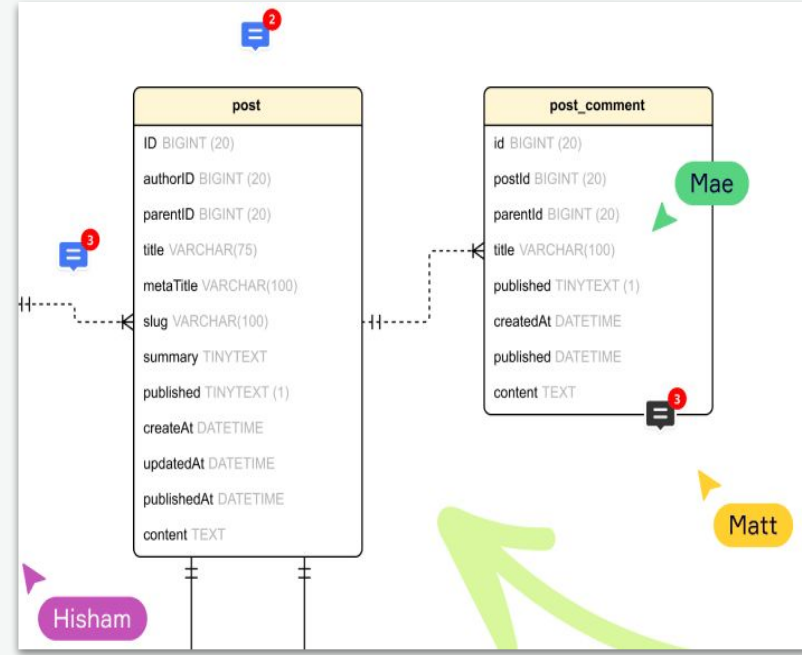 2
post
ID BIGINT (20)
authorID BIGINT (20)
parentID BIGINT (20)
title VARCHAR(75)
metaTitle VARCHAR(100)
slug VARCHAR(100)
summary TINYTEXT
published TINYTEXT (1)
createAt DATETIME
updatedAt DATETIME
publishedAt DATETIME
content TEXT
3
post_comment
id BIGINT (20)
postId BIGINT (20)
parentId BIGINT (20)
title VARCHAR(100)
published TINYTEXT (1)
createdAt DATETIME
published DATETIME
content TEXT
3
Mae
Matt
Hisham